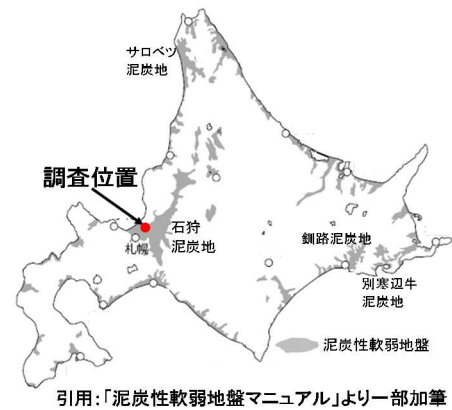 サロベツ
泥炭地
調査位置
石狩
泥炭地
札幌
釧路泥炭地
別寒辺牛
泥炭地
泥炭性軟弱地盤
引用:「泥炭性軟弱地盤マニュアル」より一部加筆